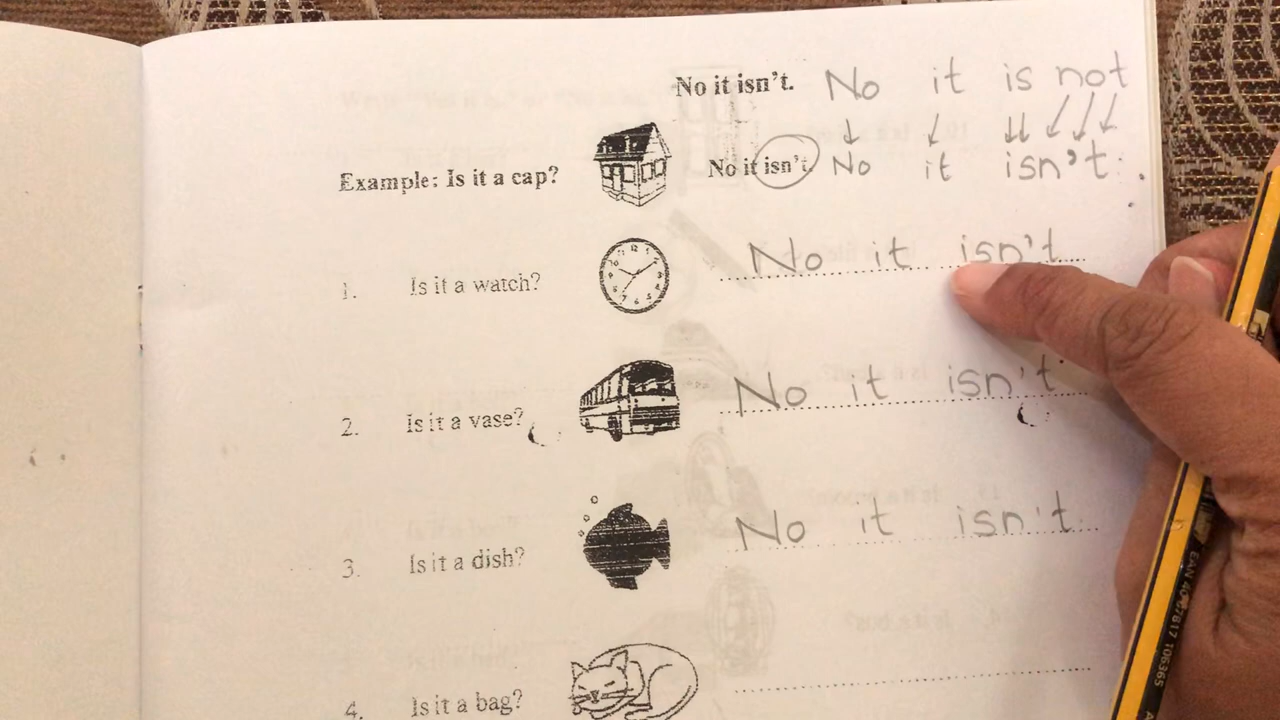 No it isn't. No it is not
Example: Is it a cap? No it isn't. No it isn't.
1. Is it a watch? No it isn't
2. Is it a vase? No it isn't
3. Is it a dish? No it isn't
4. Is it a bag?